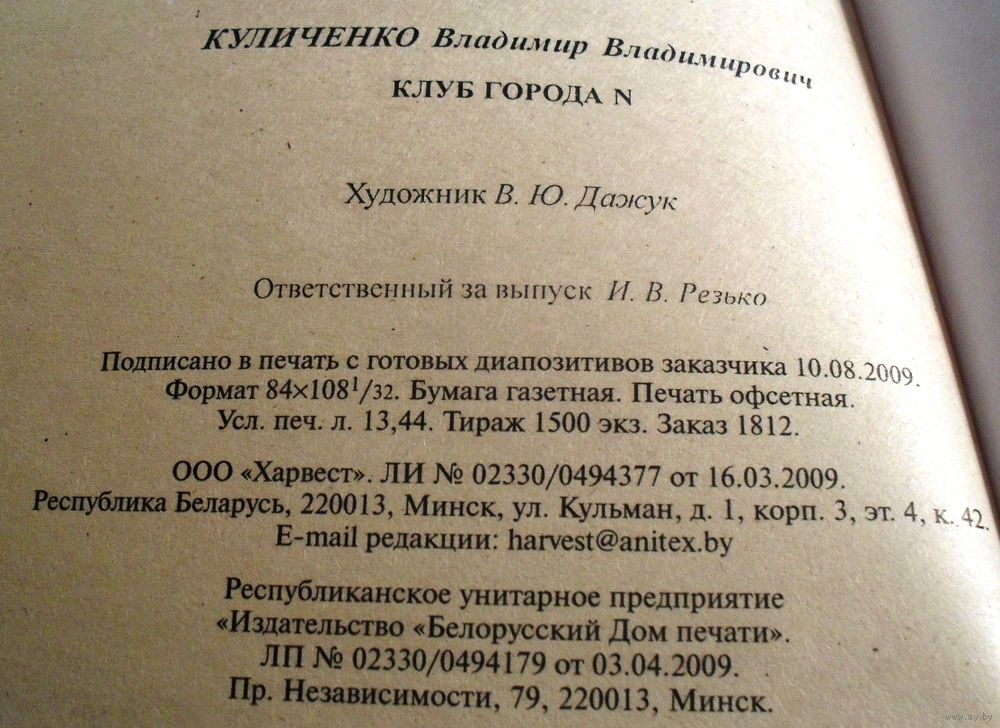 КУЛИЧЕНКО Владимир Владимирович
КЛУБ ГОРОДА N
Художник В. Ю. Дажук
Ответственный за выпуск И. В. Резько
Подписано в печать с готовых диапозитивов заказчика 10.08.2009.
Формат 84×108¹/32. Бумага газетная. Печать офсетная.
Усл. печ. л. 13,44. Тираж 1500 экз. Заказ 1812.
ООО «Харвест». ЛИ № 02330/0494377 от 16.03.2009.
Республика Беларусь, 220013, Минск, ул. Кульман, д. 1, корп. 3, эт. 4, к. 42.
E-mail редакции: harvest@anitex.by
Республиканское унитарное предприятие
«Издательство «Белорусский Дом печати».
ЛП № 02330/0494179 от 03.04.2009.
Пр. Независимости, 79, 220013, Минск.
www.ay.by